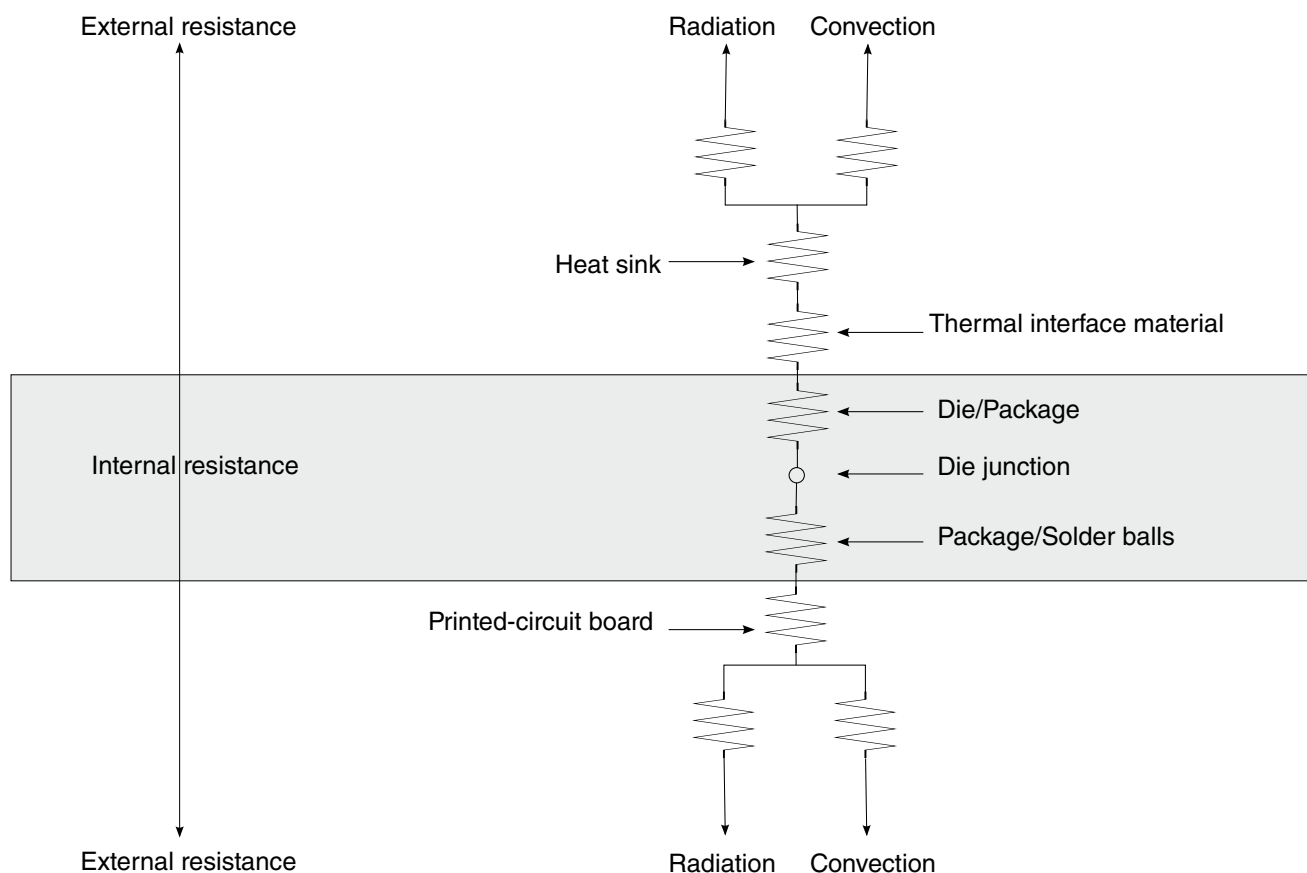 External resistance
Radiation
Convection
Heat sink
Thermal interface material
Die/Package
Internal resistance
Die junction
Package/Solder balls
Printed-circuit board
External resistance
Radiation
Convection